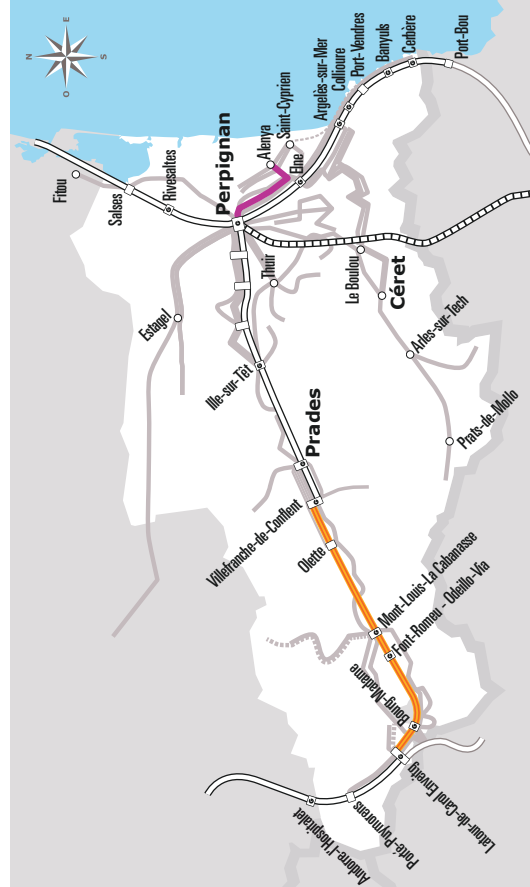 E
N
S
O
Port-Bou
Cerbère
Banyuls
Port-Vendres
Collioure
Argelès-sur-Mer
Saint-Cyprien
Alenya
Elne
Perpignan
Rivesaltes
Salses
Fitou
Estagel
Thuir
Le Boulou
Céret
Arles-sur-Tech
Prats-de-Mollo
Ille-sur-Têt
Prades
Villefranche-de-Conflent
Olette
Mont-Louis-La Cabanasse
Font-Romeu - Odeillo-Via
Bourg-Madame
Latour-de-Carol Enveitg
Porté-Puymorens
Andorre-l'Hospitalet